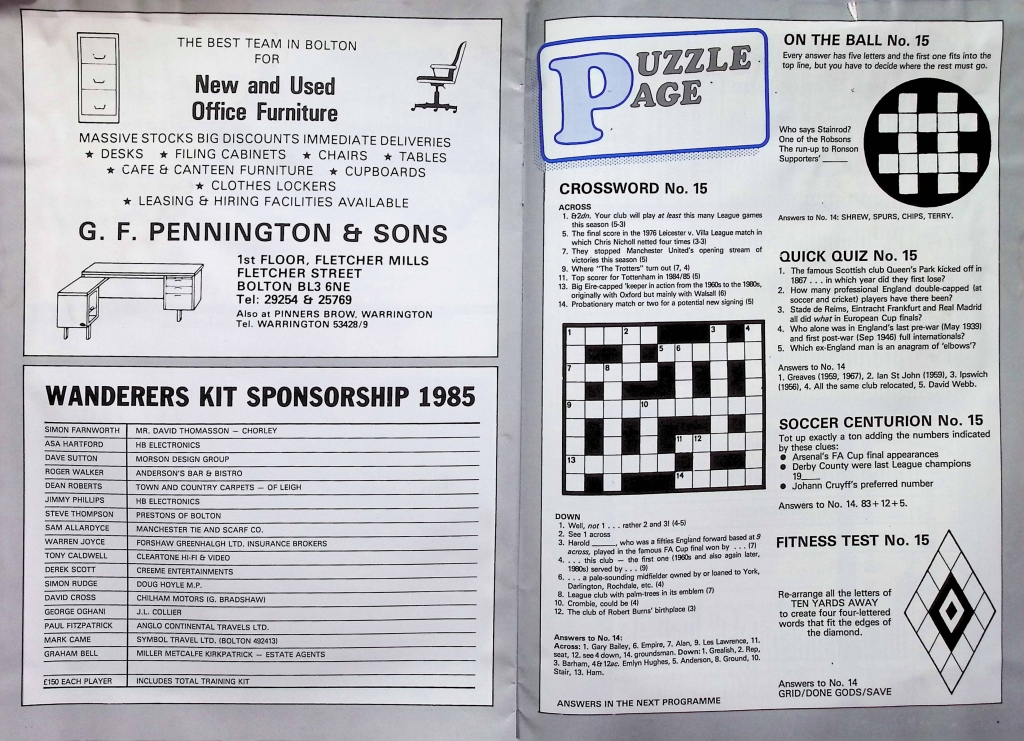 THE BEST TEAM IN BOLTON
FOR
New and Used
Office Furniture
MASSIVE STOCKS BIG DISCOUNTS IMMEDIATE DELIVERIES
★ DESKS ★ FILING CABINETS ★ CHAIRS ★ TABLES
★ CAFE & CANTEEN FURNITURE ★ CUPBOARDS
★ CLOTHES LOCKERS
★ LEASING & HIRING FACILITIES AVAILABLE
G. F. PENNINGTON & SONS
1st FLOOR, FLETCHER MILLS
FLETCHER STREET
BOLTON BL3 6NE
Tel: 29254 & 25769
Also at PINNERS BROW, WARRINGTON
Tel. WARRINGTON 53428/9
WANDERERS KIT SPONSORSHIP 1985
SIMON FARNWORTH MR. DAVID THOMASSON — CHORLEY
ASA HARTFORD HB ELECTRONICS
DAVE SUTTON MORSON DESIGN GROUP
ROGER WALKER ANDERSON'S BAR & BISTRO
DEAN ROBERTS TOWN AND COUNTRY CARPETS — OF LEIGH
JIMMY PHILLIPS HB ELECTRONICS
STEVE THOMPSON PRESTONS OF BOLTON
SAM ALLARDYCE MANCHESTER TIE AND SCARF CO.
WARREN JOYCE FORSHAW GREENHALGH LTD. INSURANCE BROKERS
TONY CALDWELL CLEARTONE HI-FI & VIDEO
DEREK SCOTT CREEME ENTERTAINMENTS
SIMON RUDGE DOUG HOYLE M.P.
DAVID CROSS CHILHAM MOTORS (G. BRADSHAW)
GEORGE OGHANI J.L. COLLIER
PAUL FITZPATRICK ANGLO CONTINENTAL TRAVELS LTD.
MARK CAME SYMBOL TRAVEL LTD. (BOLTON 492413)
GRAHAM BELL MILLER METCALFE KIRKPATRICK — ESTATE AGENTS
£150 EACH PLAYER INCLUDES TOTAL TRAINING KIT
PUZZLE
PAGE
CROSSWORD No. 15
ACROSS
1. &2dn. Your club will play at least this many League games
this season (5-3)
5. The final score in the 1976 Leicester v. Villa League match in
which Chris Nicholl netted four times (3-3)
7. They stopped Manchester United's opening stream of
victories this season (5)
9. Where "The Trotters" turn out (7, 4)
11. Top scorer for Tottenham in 1984/85 (5)
13. Big Eire-capped 'keeper in action from the 1960s to the 1980s,
originally with Oxford but mainly with Walsall (6)
14. Probationary match or two for a potential new signing (5)
1 2 3 4
5 6
7 8
9 10
11 12
13
14
DOWN
1. Well, not 1 . . . rather 2 and 3! (4-5)
2. See 1 across
3. Harold _____, who was a fifties England forward based at 9
across, played in the famous FA Cup final won by . . . (7)
4. . . . this club — the first one (1960s and also again later,
1980s) served by . . . (9)
6. . . . a pale-sounding midfielder owned by or loaned to York,
Darlington, Rochdale, etc. (4)
8. League club with palm-trees in its emblem (7)
10. Crombie, could be (4)
12. The club of Robert Burns' birthplace (3)
Answers to No. 14:
Across: 1. Gary Bailey, 6. Empire, 7. Alan, 9. Les Lawrence, 11.
seat, 12. see 4 down, 14. groundsman. Down: 1. Grealish, 2. Rep,
3. Barham, 4& 12ac. Emlyn Hughes, 5. Anderson, 8. Ground, 10.
Stair, 13. Ham.
ANSWERS IN THE NEXT PROGRAMME
ON THE BALL No. 15
Every answer has five letters and the first one fits into the
top line, but you have to decide where the rest must go.
Who says Stainrod?
One of the Robsons
The run-up to Ronson
Supporters' _____
Answers to No. 14: SHREW, SPURS, CHIPS, TERRY.
QUICK QUIZ No. 15
1. The famous Scottish club Queen's Park kicked off in
1867 . . . in which year did they first lose?
2. How many professional England double-capped (at
soccer and cricket) players have there been?
3. Stade de Reims, Eintracht Frankfurt and Real Madrid
all did what in European Cup finals?
4. Who alone was in England's last pre-war (May 1939)
and first post-war (Sep 1946) full internationals?
5. Which ex-England man is an anagram of 'elbows'?
Answers to No. 14
1. Greaves (1959, 1967), 2. Ian St John (1959), 3. Ipswich
(1956), 4. All the same club relocated, 5. David Webb.
SOCCER CENTURION No. 15
Tot up exactly a ton adding the numbers indicated
by these clues:
● Arsenal's FA Cup final appearances
● Derby County were last League champions
19____
● Johann Cruyff's preferred number
Answers to No. 14. 83+12+5.
FITNESS TEST No. 15
Re-arrange all the letters of
TEN YARDS AWAY
to create four four-lettered
words that fit the edges of
the diamond.
Answers to No. 14
GRID/DONE GODS/SAVE